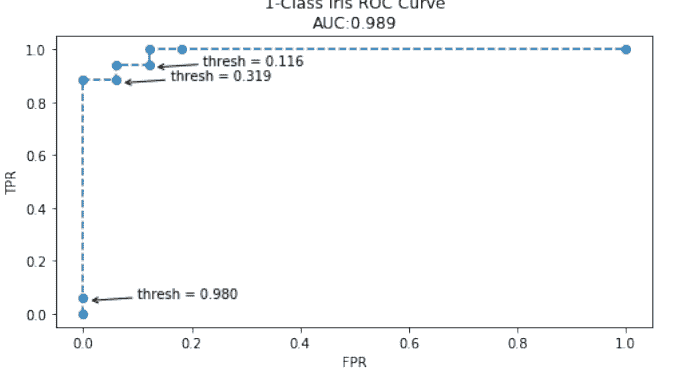 1-Class Iris ROC Curve
AUC:0.989
1.0
0.8
0.6
0.4
0.2
0.0
TPR
thresh = 0.116
thresh = 0.319
thresh = 0.980
0.0 0.2 0.4 0.6 0.8 1.0
FPR